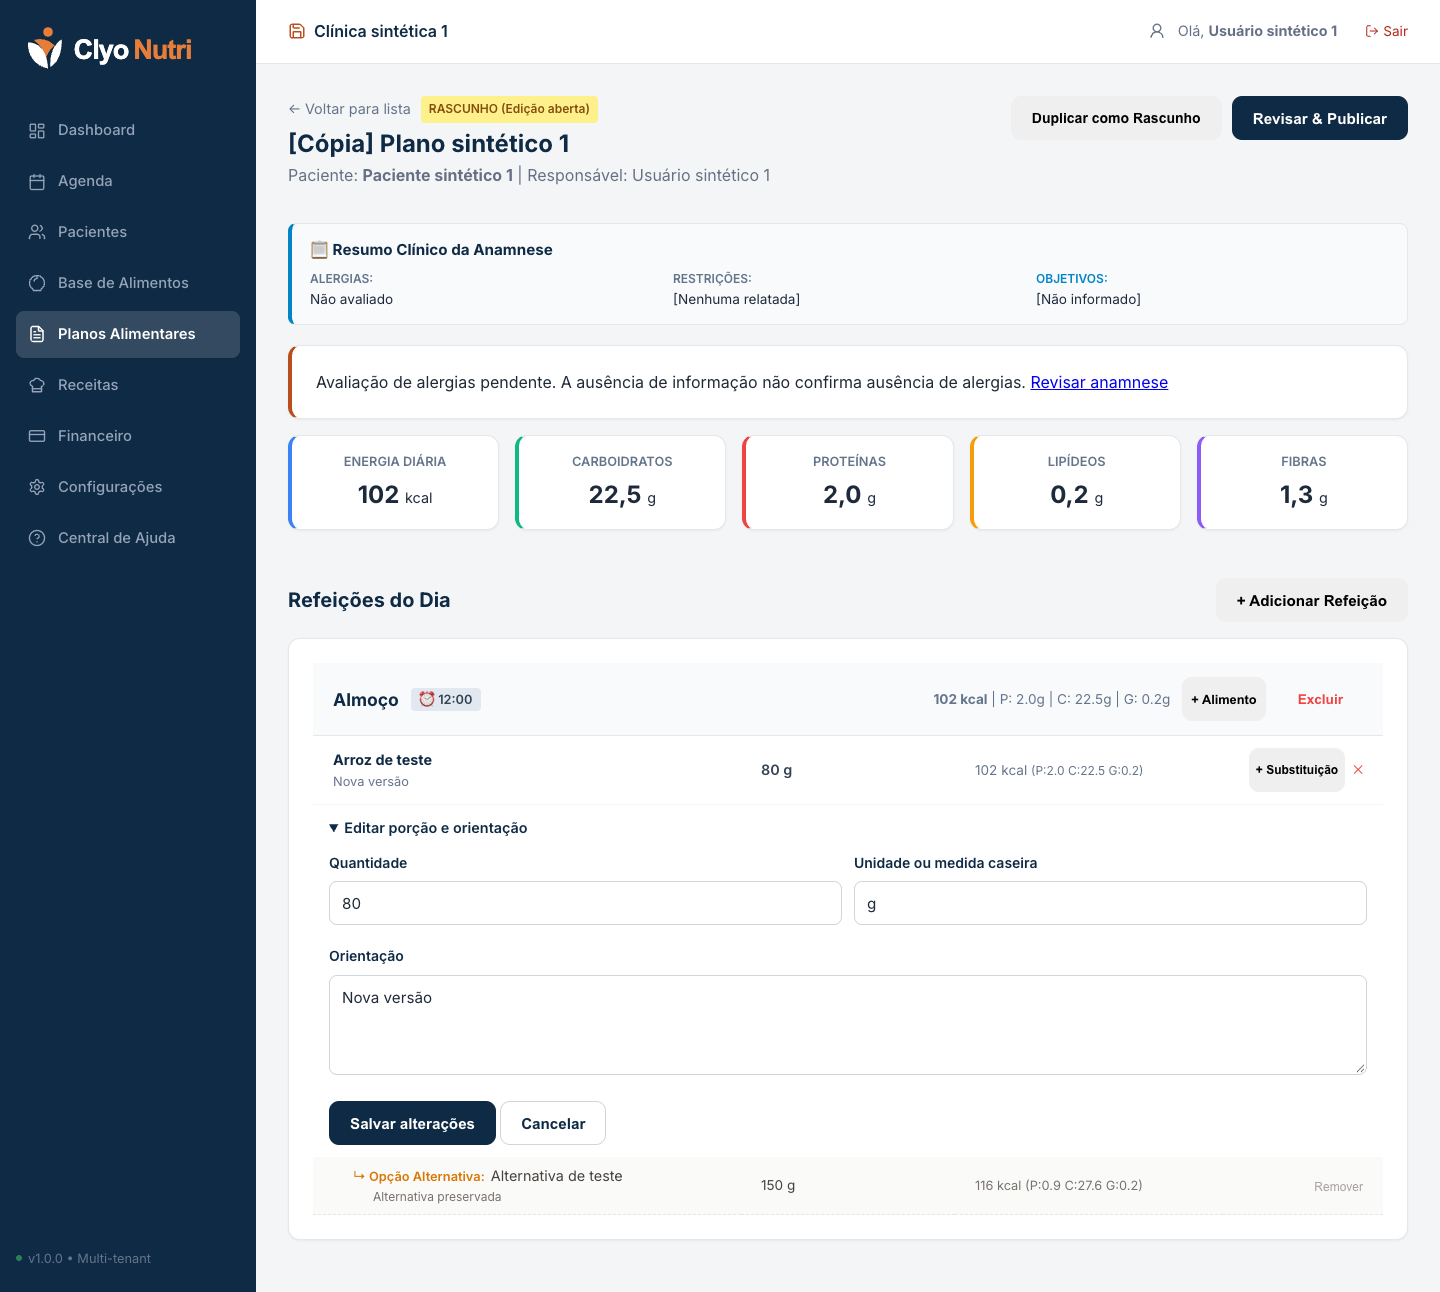 Clyo Nutri
Dashboard
Agenda
Pacientes
Base de Alimentos
Planos Alimentares
Receitas
Financeiro
Configurações
Central de Ajuda
v1.0.0 • Multi-tenant
Clínica sintética 1
Olá, Usuário sintético 1
Sair
← Voltar para lista
RASCUNHO (Edição aberta)
[Cópia] Plano sintético 1
Paciente: Paciente sintético 1 | Responsável: Usuário sintético 1
Duplicar como Rascunho
Revisar & Publicar
📋 Resumo Clínico da Anamnese
ALERGIAS:
Não avaliado
RESTRIÇÕES:
[Nenhuma relatada]
OBJETIVOS:
[Não informado]
Avaliação de alergias pendente. A ausência de informação não confirma ausência de alergias. Revisar anamnese
ENERGIA DIÁRIA
102 kcal
CARBOIDRATOS
22,5 g
PROTEÍNAS
2,0 g
LIPÍDEOS
0,2 g
FIBRAS
1,3 g
Refeições do Dia
+ Adicionar Refeição
Almoço
⏰ 12:00
102 kcal | P: 2.0g | C: 22.5g | G: 0.2g
+ Alimento
Excluir
Arroz de teste
Nova versão
80 g
102 kcal (P:2.0 C:22.5 G:0.2)
+ Substituição
×
▼ Editar porção e orientação
Quantidade
80
Unidade ou medida caseira
g
Orientação
Nova versão
Salvar alterações
Cancelar
↳ Opção Alternativa: Alternativa de teste
Alternativa preservada
150 g
116 kcal (P:0.9 C:27.6 G:0.2)
Remover